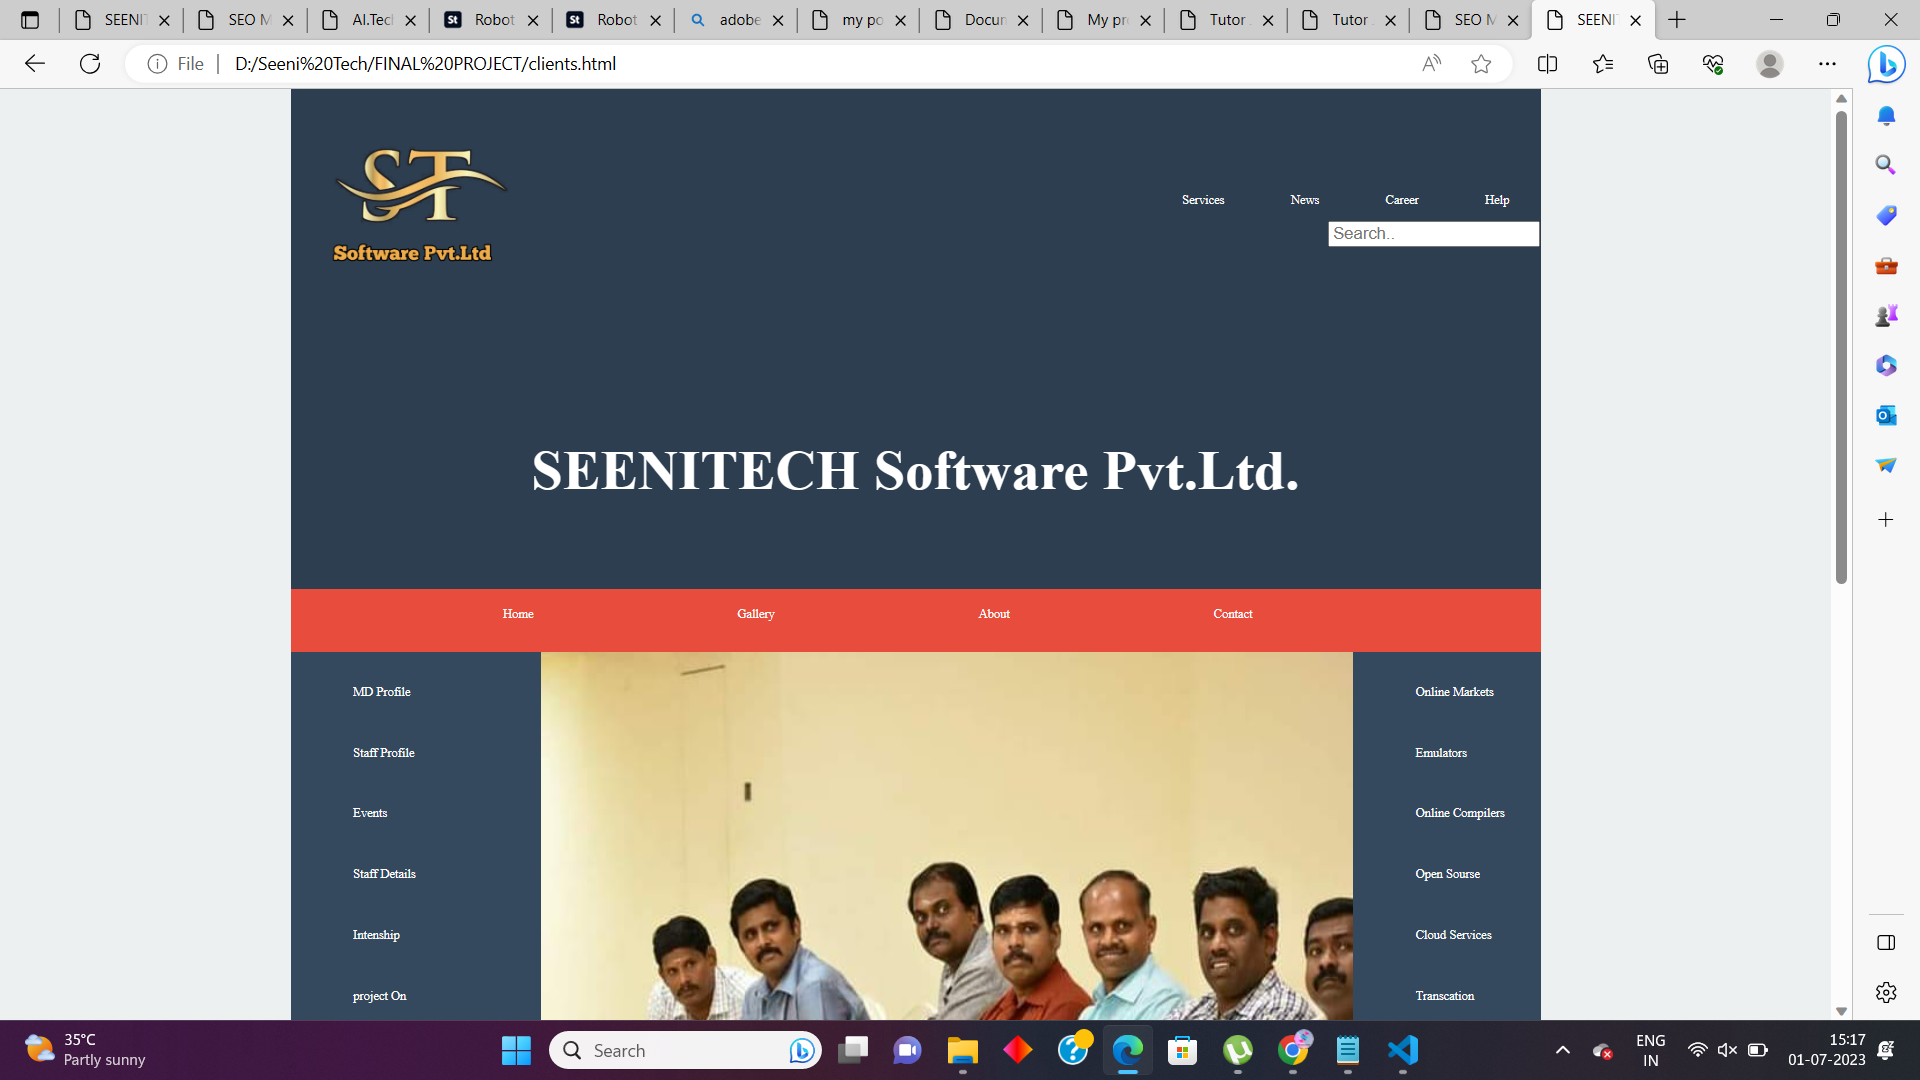 SEENIT
SEO M
AI.Tech
Robot
Robot
adobe
my po
Docun
My pr
Tutor
Tutor
SEO M
SEENIT
File
D:/Seeni%20Tech/FINAL%20PROJECT/clients.html
ST
Software Pvt.Ltd
Services News Career Help
Search..
SEENITECH Software Pvt.Ltd.
Home Gallery About Contact
MD Profile
Staff Profile
Events
Staff Details
Intenship
project On
Online Markets
Emulators
Online Compilers
Open Sourse
Cloud Services
Transcation
35°C
Partly sunny
Search
ENG
IN
15:17
01-07-2023